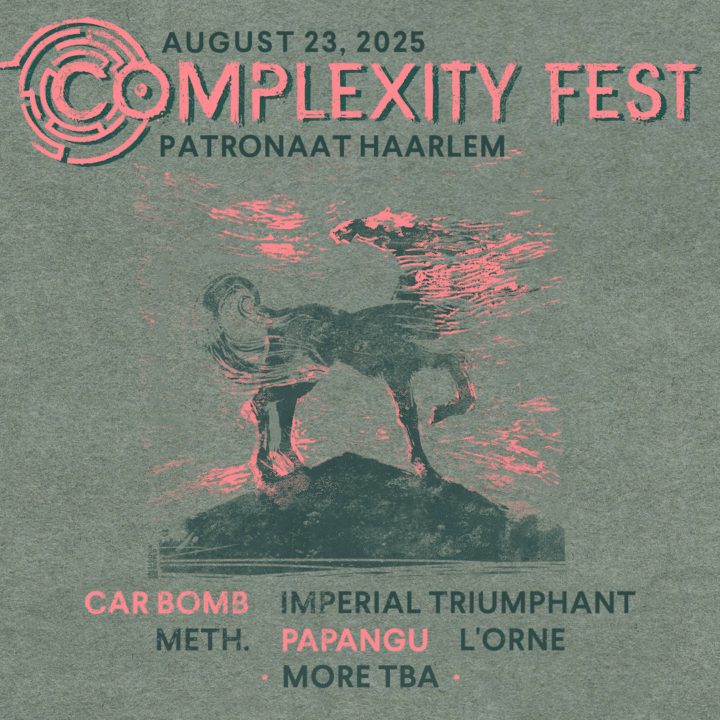 AUGUST 23, 2025
COMPLEXITY FEST
PATRONAAT HAARLEM
CAR BOMB IMPERIAL TRIUMPHANT
METH. PAPANGU L'ORNE
· MORE TBA ·